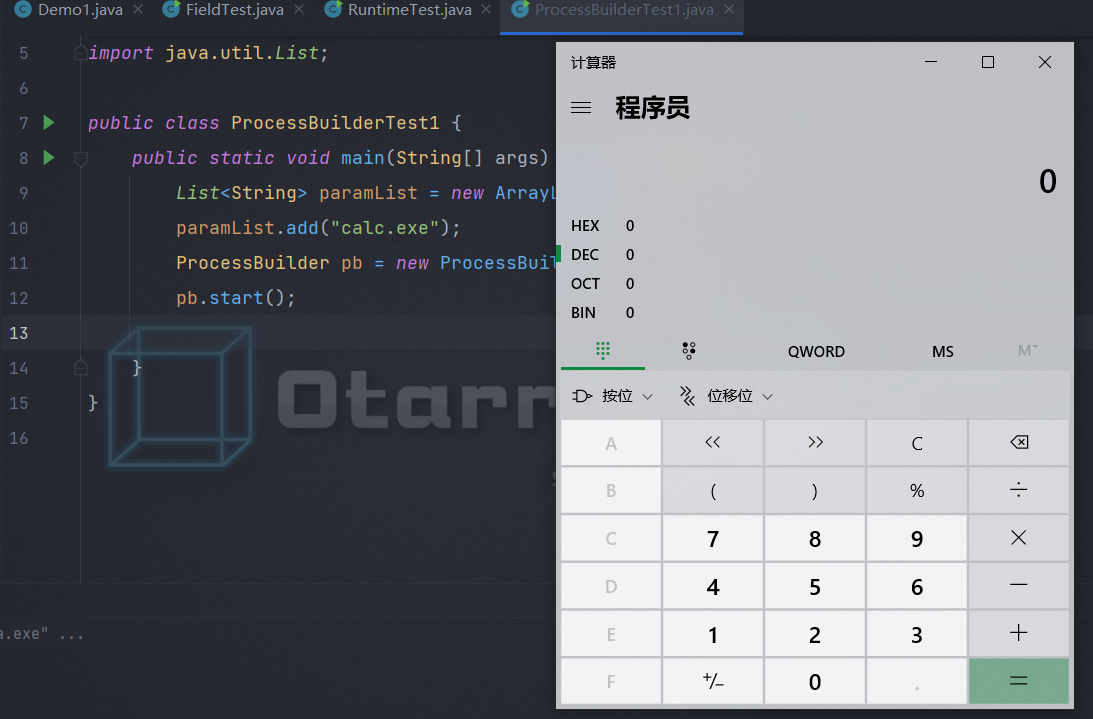 Demo1.java
FieldTest.java
RuntimeTest.java
ProcessBuilderTest1.java
5 import java.util.List;
6
7 public class ProcessBuilderTest1 {
8 public static void main(String[] args)
9 List<String> paramList = new ArrayL
10 paramList.add("calc.exe");
11 ProcessBuilder pb = new ProcessBuil
12 pb.start();
13
14 }
15 }
16
Otarr
a.exe" ...
计算器
程序员
0
HEX 0
DEC 0
OCT 0
BIN 0
QWORD MS M˅
按位 位移位
A << >> C
B ( ) % ÷
C 7 8 9 ×
D 4 5 6 −
E 1 2 3 +
F +/− 0 . =